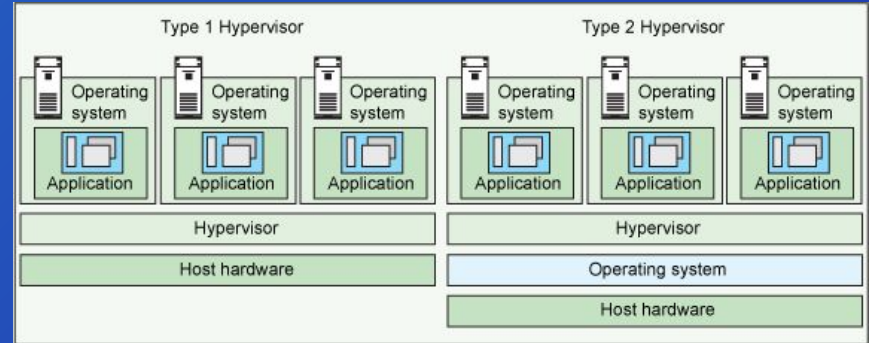 Type 1 Hypervisor
Operating
system
Application
Operating
system
Application
Operating
system
Application
Hypervisor
Host hardware
Type 2 Hypervisor
Operating
system
Application
Operating
system
Application
Operating
system
Application
Hypervisor
Operating system
Host hardware